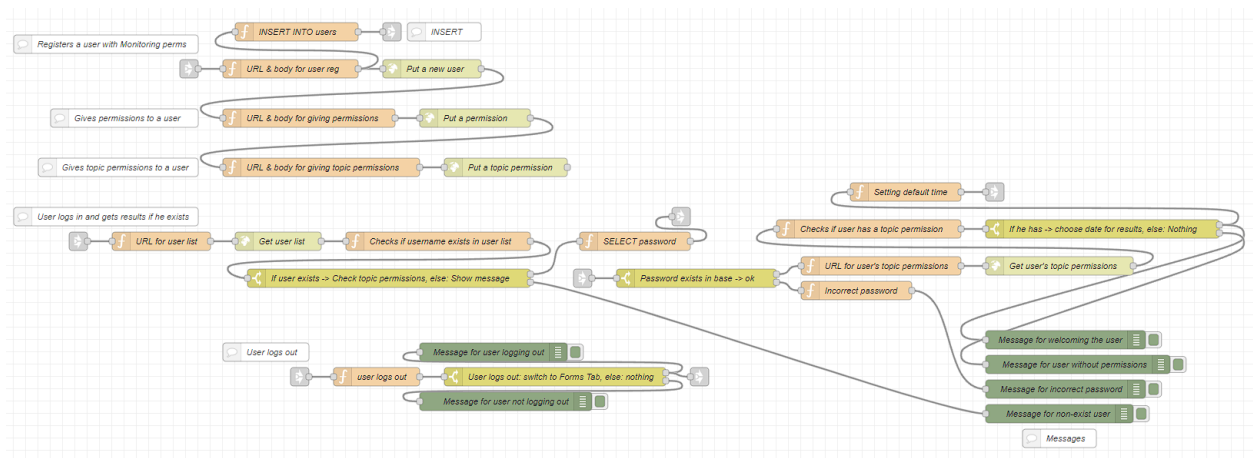 INSERT INTO users
INSERT
Registers a user with Monitoring perms
URL & body for user reg
Put a new user
Gives permissions to a user
URL & body for giving permissions
Put a permission
Gives topic permissions to a user
URL & body for giving topic permissions
Put a topic permission
Setting default time
User logs in and gets results if he exists
Checks if user has a topic permission
If he has -> choose date for results, else: Nothing
URL for user list
Get user list
Checks if username exists in user list
SELECT password
URL for user's topic permissions
Get user's topic permissions
If user exists -> Check topic permissions, else: Show message
Password exists in base -> ok
Incorrect password
Message for welcoming the user
User logs out
Message for user logging out
Message for user without permissions
user logs out
User logs out: switch to Forms Tab, else: nothing
Message for incorrect password
Message for user not logging out
Message for non-exist user
Messages